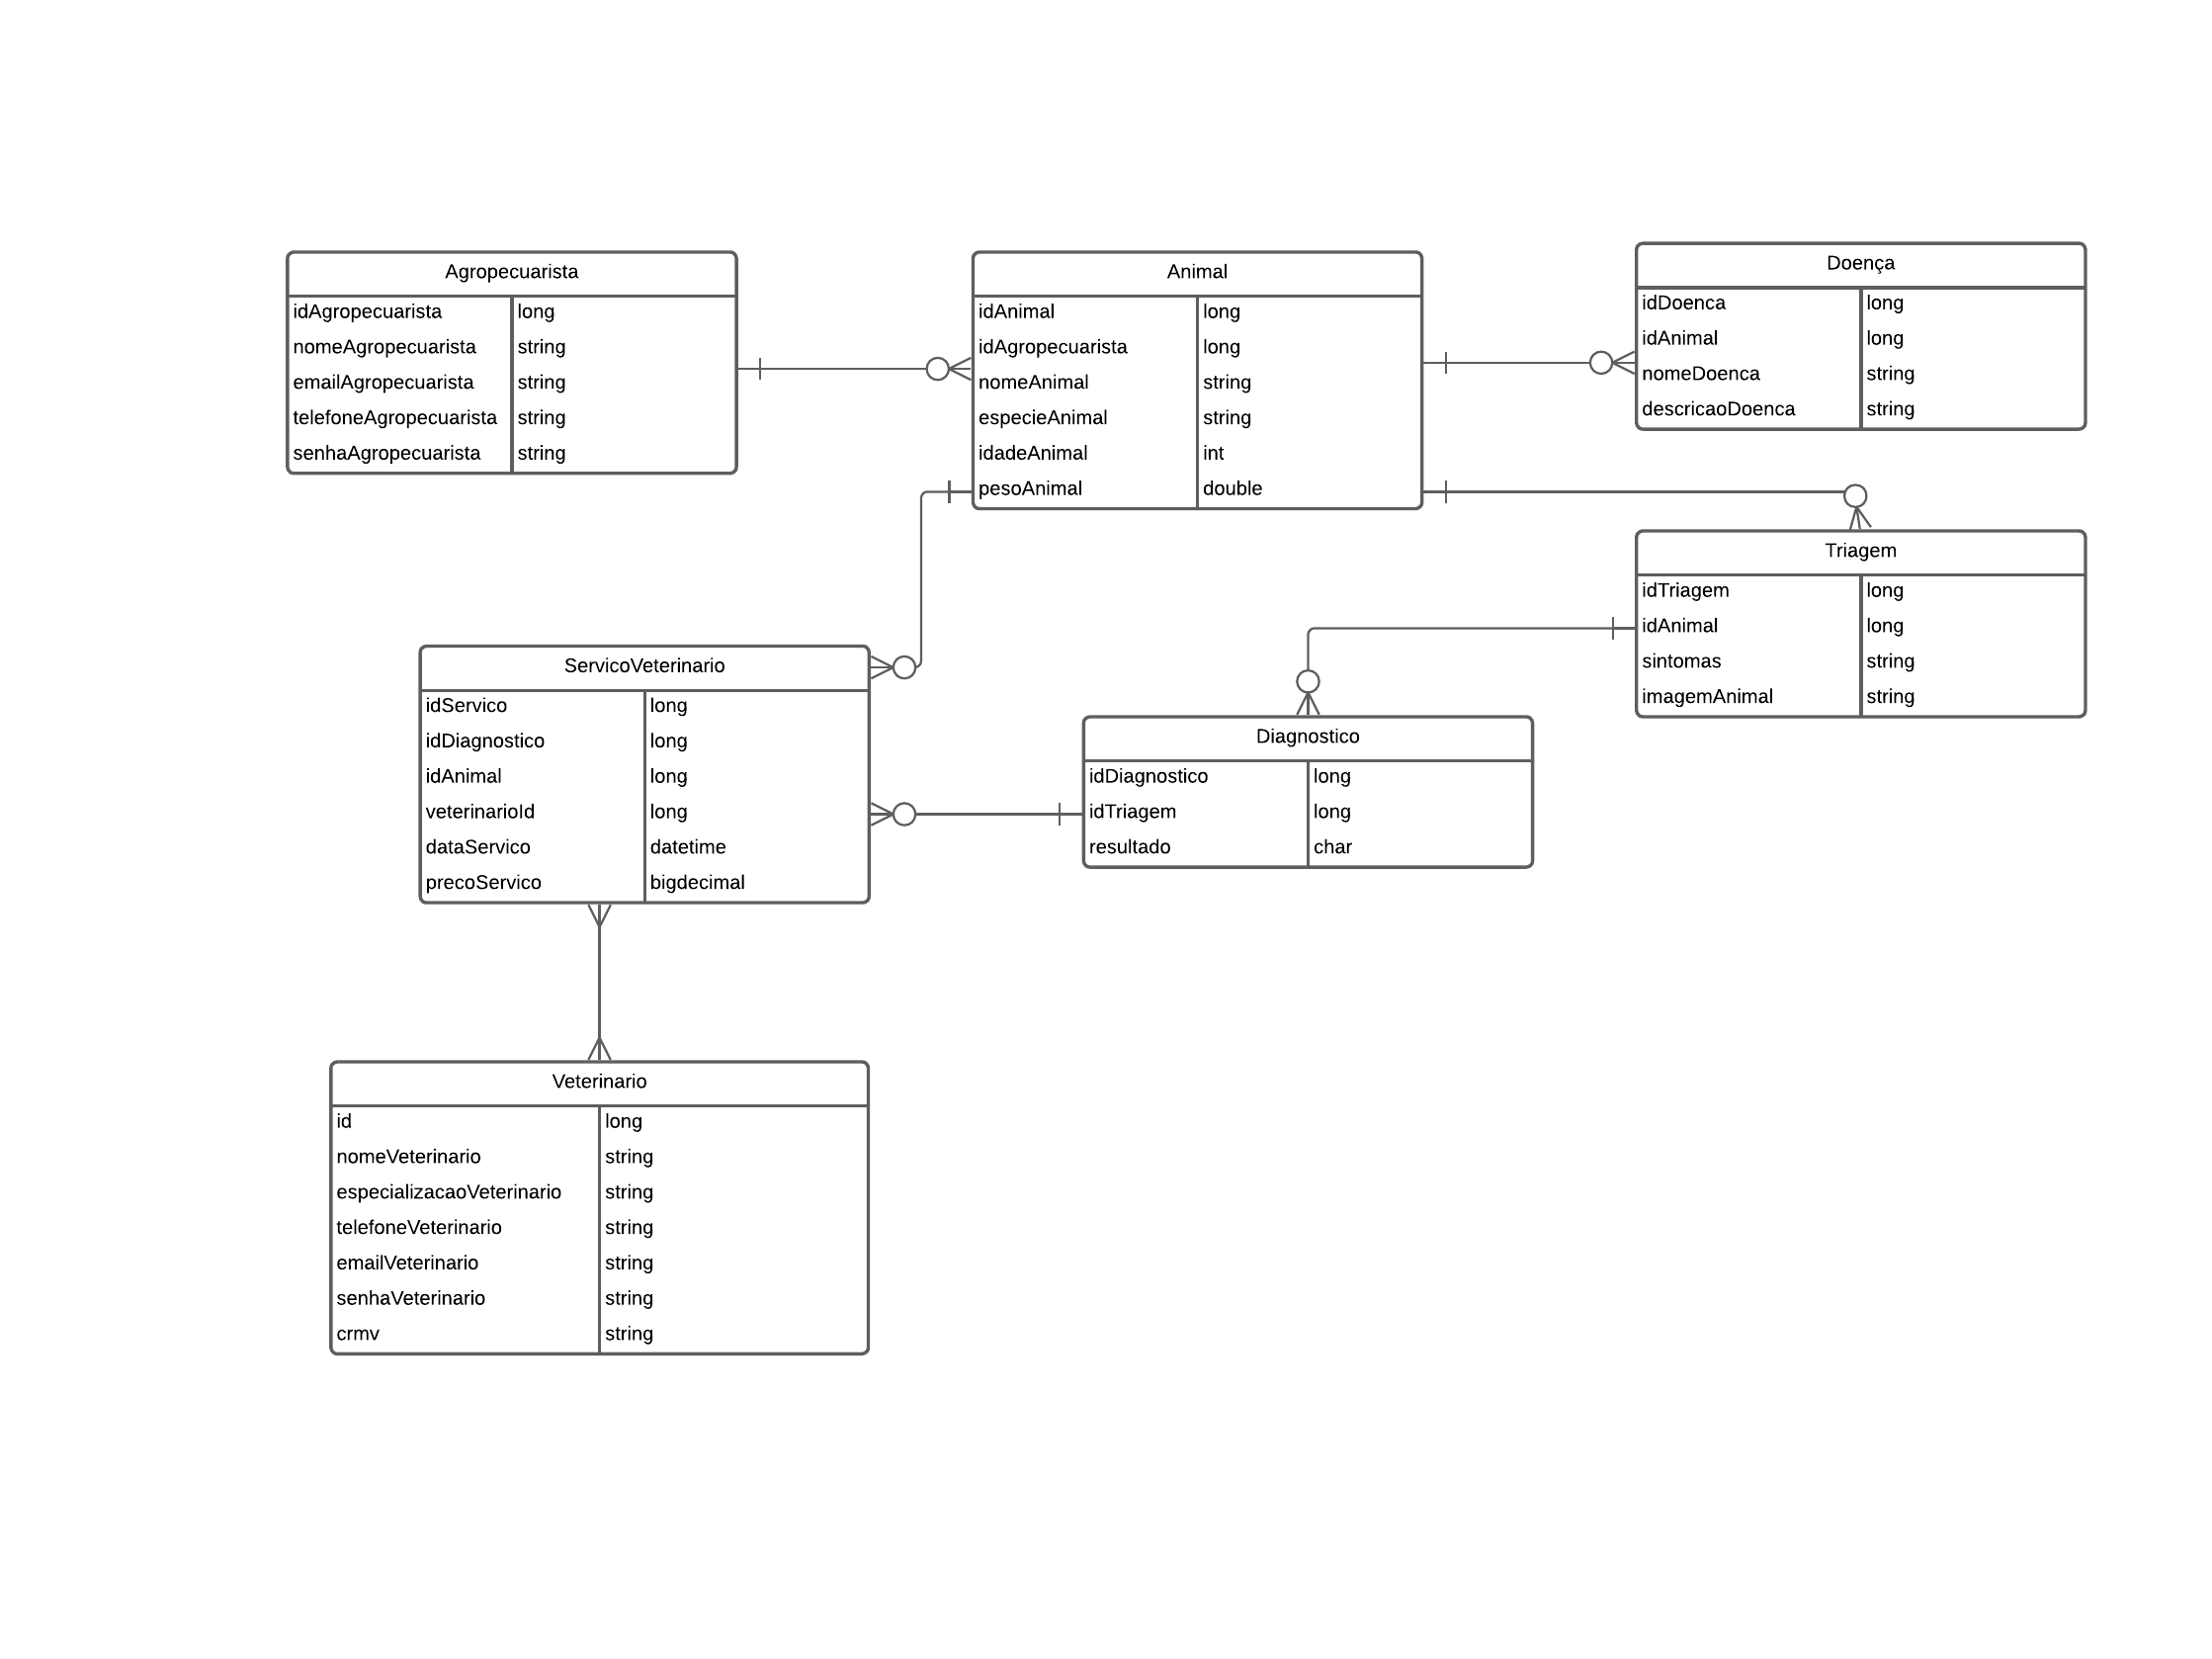 Agropecuarista
idAgropecuarista long
nomeAgropecuarista string
emailAgropecuarista string
telefoneAgropecuarista string
senhaAgropecuarista string
Animal
idAnimal long
idAgropecuarista long
nomeAnimal string
especieAnimal string
idadeAnimal int
pesoAnimal double
Doença
idDoenca long
idAnimal long
nomeDoenca string
descricaoDoenca string
Triagem
idTriagem long
idAnimal long
sintomas string
imagemAnimal string
ServicoVeterinario
idServico long
idDiagnostico long
idAnimal long
veterinarioId long
dataServico datetime
precoServico bigdecimal
Diagnostico
idDiagnostico long
idTriagem long
resultado char
Veterinario
id long
nomeVeterinario string
especializacaoVeterinario string
telefoneVeterinario string
emailVeterinario string
senhaVeterinario string
crmv string